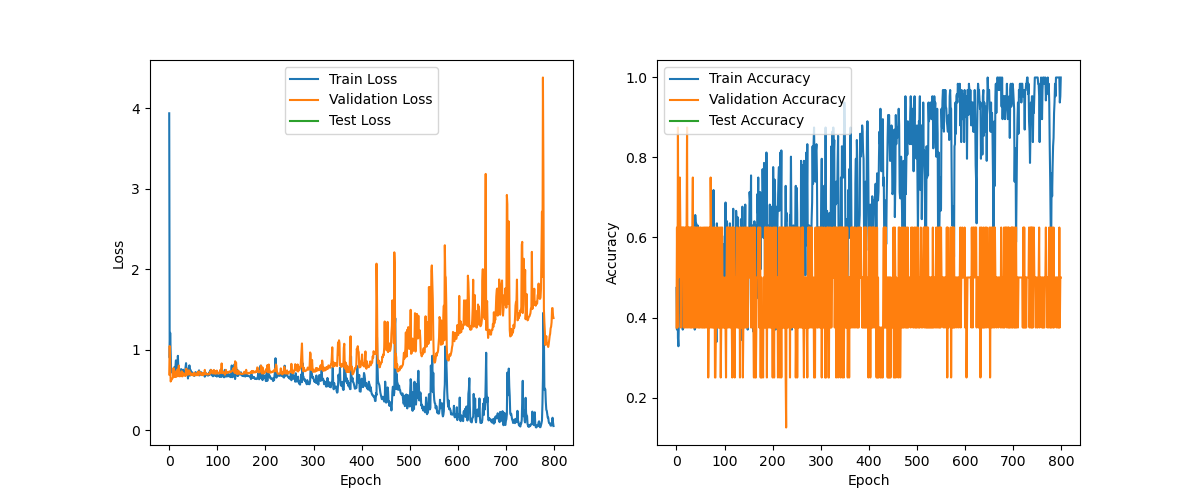 Train Loss
Validation Loss
Test Loss
Loss
4
3
2
1
0
0 100 200 300 400 500 600 700 800
Epoch
Train Accuracy
Validation Accuracy
Test Accuracy
Accuracy
1.0
0.8
0.6
0.4
0.2
0 100 200 300 400 500 600 700 800
Epoch